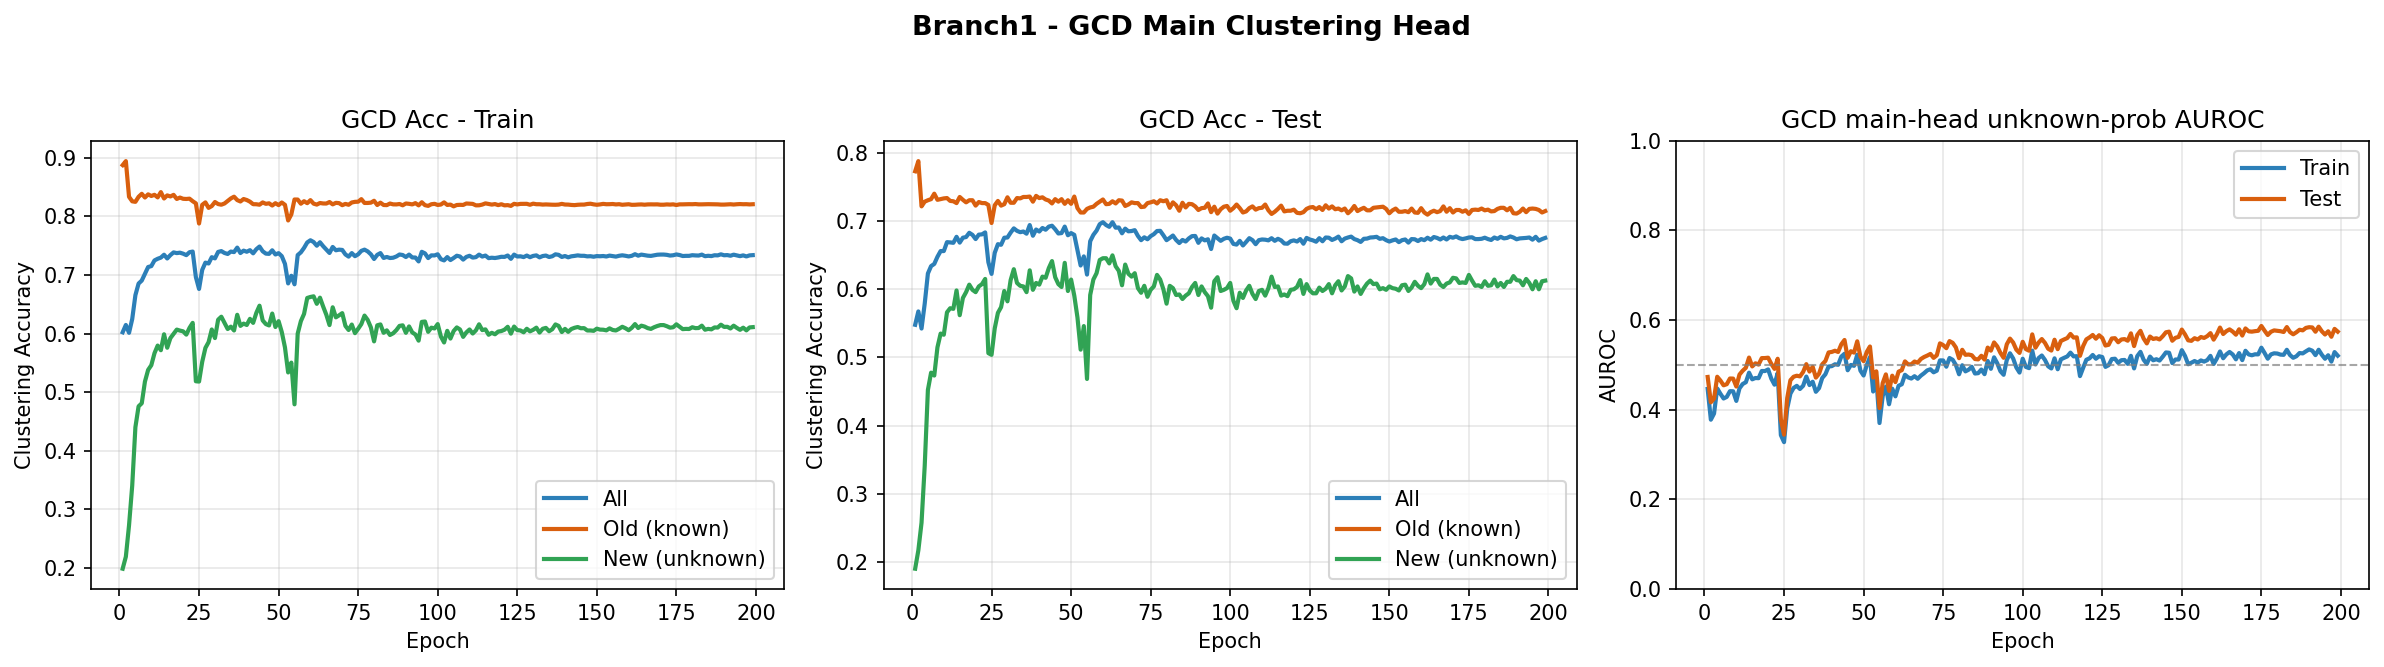 Branch1 - GCD Main Clustering Head
GCD Acc - Train
Clustering Accuracy
0.9
0.8
0.7
0.6
0.5
0.4
0.3
0.2
All
Old (known)
New (unknown)
0 25 50 75 100 125 150 175 200
Epoch
GCD Acc - Test
Clustering Accuracy
0.8
0.7
0.6
0.5
0.4
0.3
0.2
All
Old (known)
New (unknown)
0 25 50 75 100 125 150 175 200
Epoch
GCD main-head unknown-prob AUROC
AUROC
1.0
0.8
0.6
0.4
0.2
0.0
Train
Test
0 25 50 75 100 125 150 175 200
Epoch